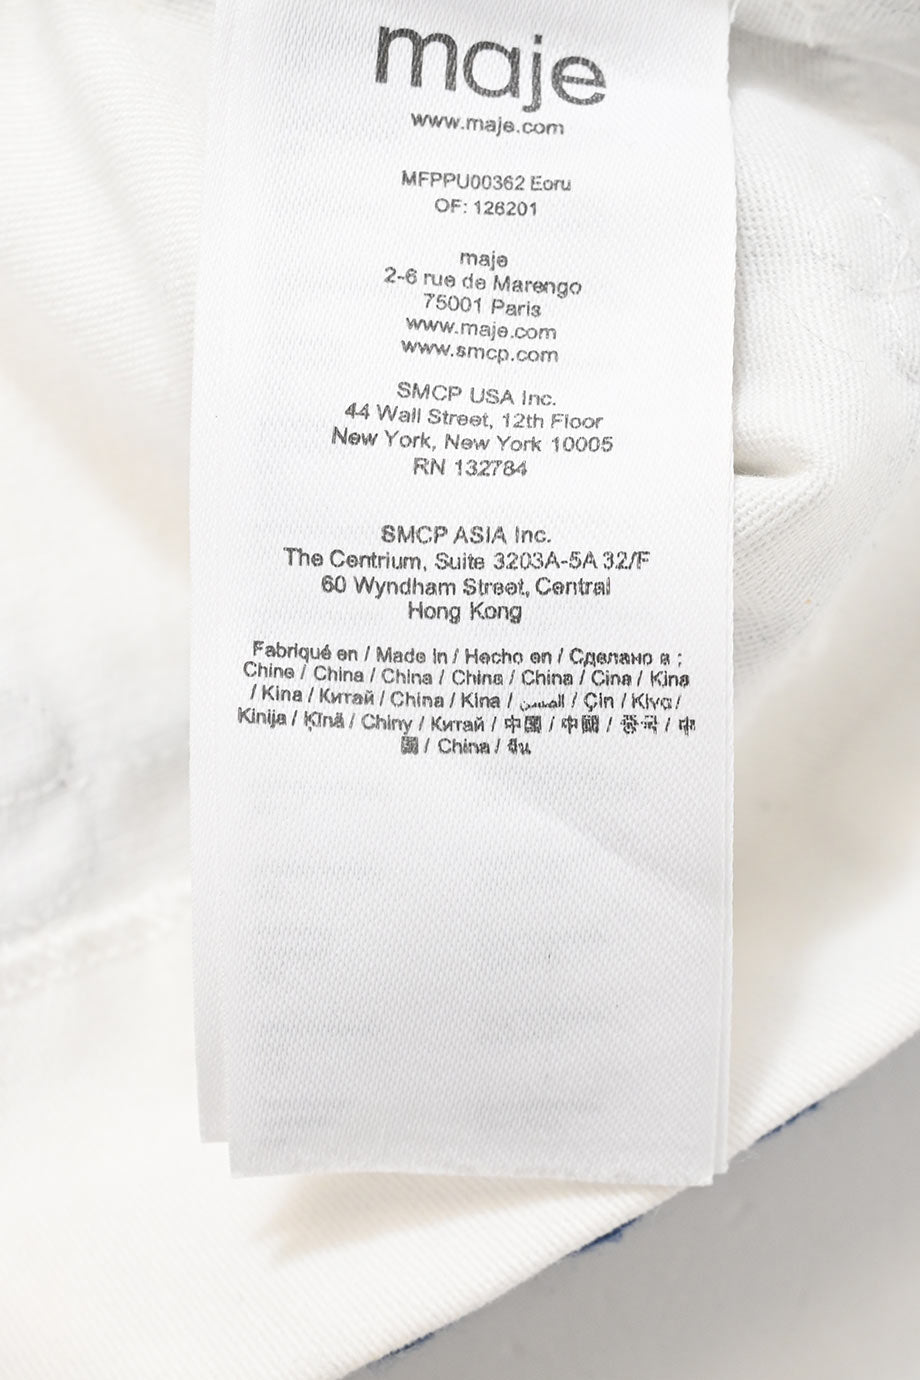 maje
www.maje.com
MFPPU00362 Ecru
OF: 126201
maje
2-6 rue de Marengo
75001 Paris
www.maje.com
www.smcp.com
SMCP USA Inc.
44 Wall Street, 12th Floor
New York, New York 10005
RN 132784
SMCP ASIA Inc.
The Centrium, Suite 3203A-5A 32/F
60 Wyndham Street, Central
Hong Kong
Fabriqué en / Made in / Hecho en / Сделано в :
Chine / China / China / China / China / Cina / Kina
/ Kina / Китай / China / Kina / الصين / Çin / Κίνα /
Kinija / Ķīnā / Chiny / Китай / 中國 / 中國 / 중국 / 中
國 / China / จีน